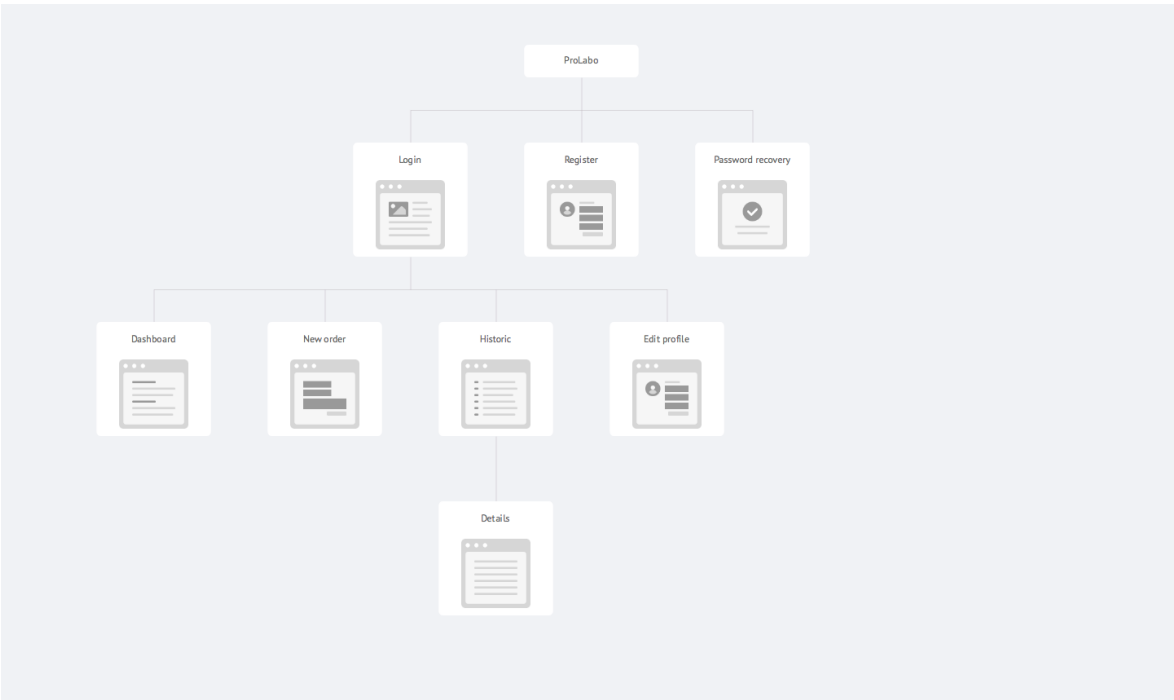 ProLabo
Login
Register
Password recovery
Dashboard
New order
Historic
Edit profile
Details